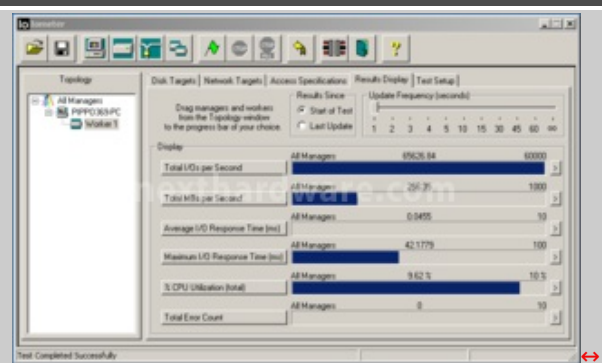 Iometer
Topology
All Managers
PIPPO369-PC
Worker 1
Disk Targets
Network Targets
Access Specifications
Results Display
Test Setup
Drag managers and workers
from the Topology window
to the progress bar of your choice.
Results Since
Start of Test
Last Update
Update Frequency (seconds)
1 2 3 4 5 10 15 30 45 60 ∞
Display
All Managers 65626.84 60000
Total I/Os per Second
All Managers 256.35 1000
Total MBs per Second
nexthardware.com
All Managers 0.0455 10
Average I/O Response Time (ms)
All Managers 42.1779 100
Maximum I/O Response Time (ms)
All Managers 9.62 % 10 %
% CPU Utilization (total)
All Managers 0 10
Total Error Count
Test Completed Successfully